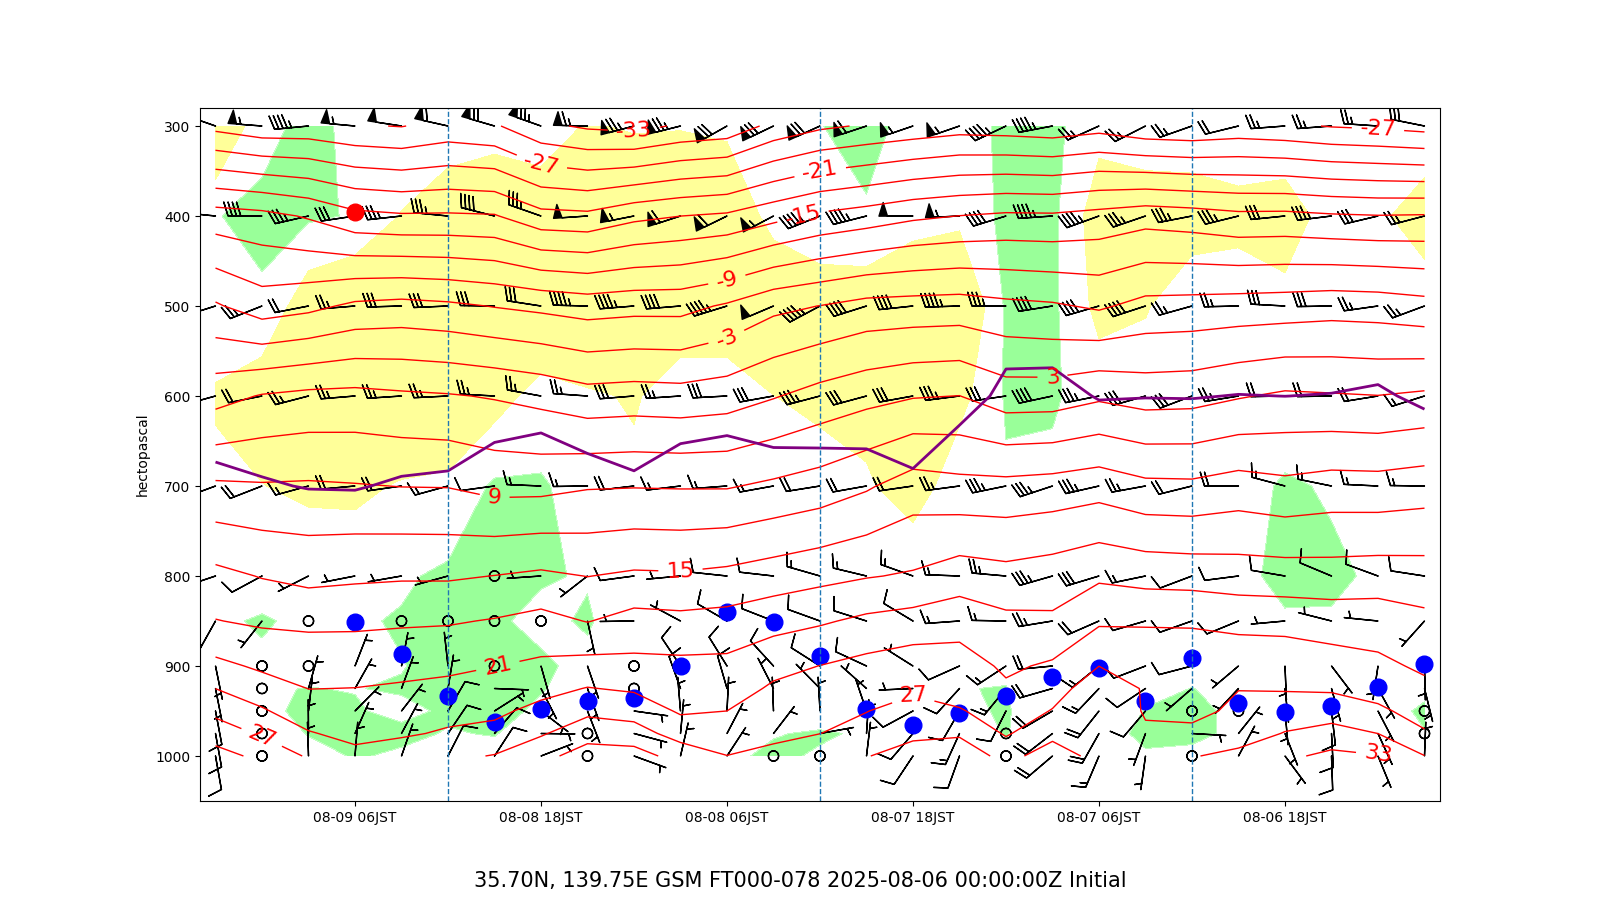 300
400
500
600
700
800
900
1000
hectopascal
-33
-27
-27
-21
-15
-9
-3
3
9
15
21
27
27
33
08-09 06JST
08-08 18JST
08-08 06JST
08-07 18JST
08-07 06JST
08-06 18JST
35.70N, 139.75E GSM FT000-078 2025-08-06 00:00:00Z Initial